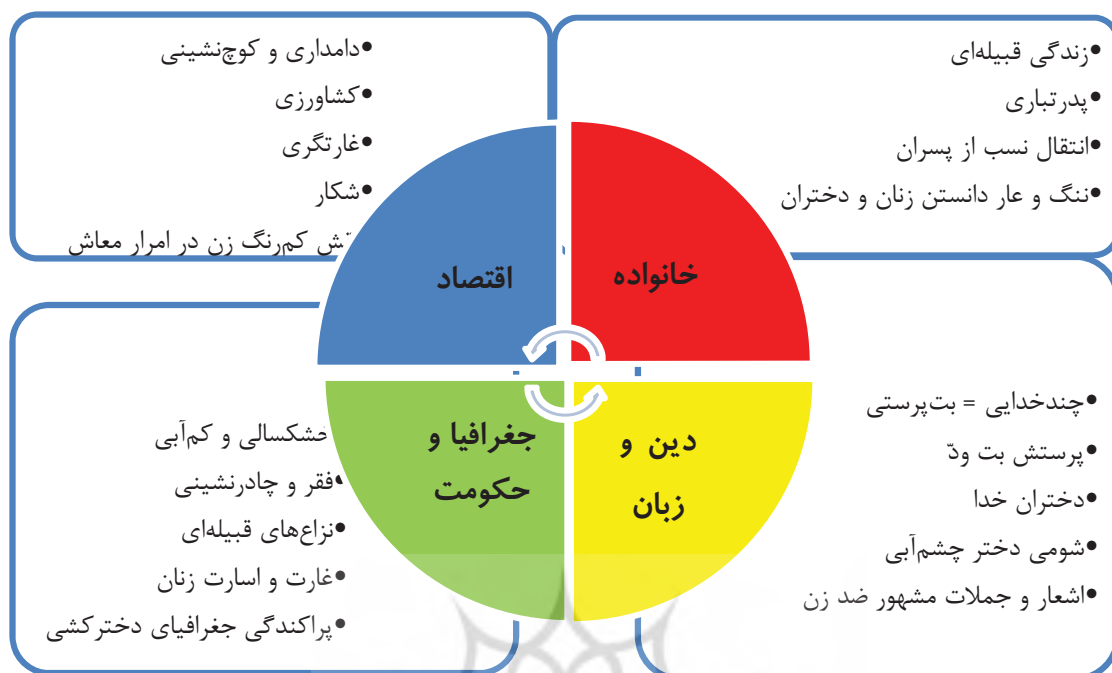 •زندگی قبیله‌ای
•پدرتباری
•انتقال نسب از پسران
•ننگ و عار دانستن زنان و دختران
•دامداری و کوچ‌نشینی
•کشاورزی
•غارتگری
•شکار
کم‌رنگ زن در امرار معاش
خانواده
اقتصاد
دین و
زبان
جغرافیا و
حکومت
•چندخدایی = بت‌پرستی
•پرستش بت ودّ
•دختران خدا
•شومی دختر چشم‌آبی
•اشعار و جملات مشهور ضد زن
خشکسالی و کم‌آبی
•فقر و چادرنشینی
•نزاع‌های قبیله‌ای
•غارت و اسارت زنان
•پراکندگی جغرافیای دخترکشی